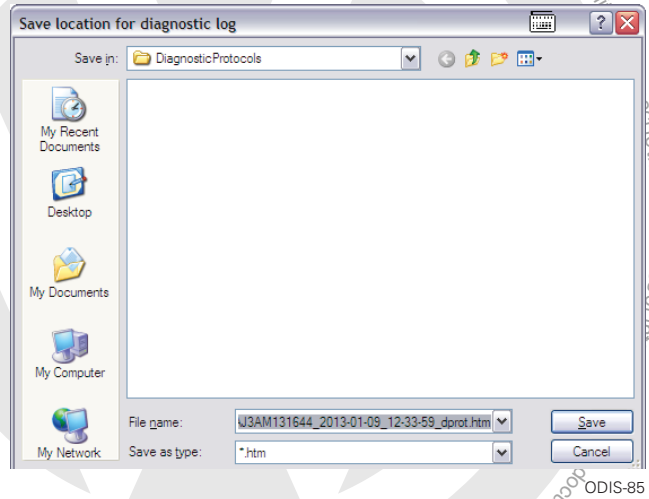 Save location for diagnostic log
Save in:
DiagnosticProtocols
My Recent
Documents
Desktop
My Documents
My Computer
My Network
File name:
J3AM131644_2013-01-09_12-33-59_dprot.htm
Save
Save as type:
*.htm
Cancel
ODIS-85